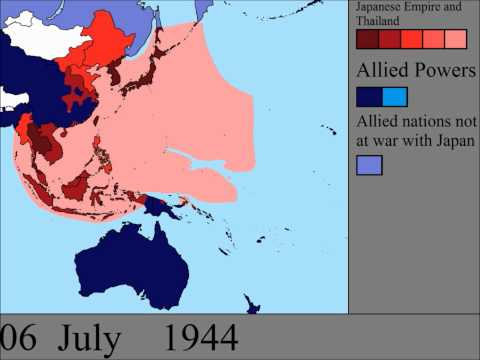 Japanese Empire and
Thailand
Allied Powers
Allied nations not
at war with Japan
06 July 1944